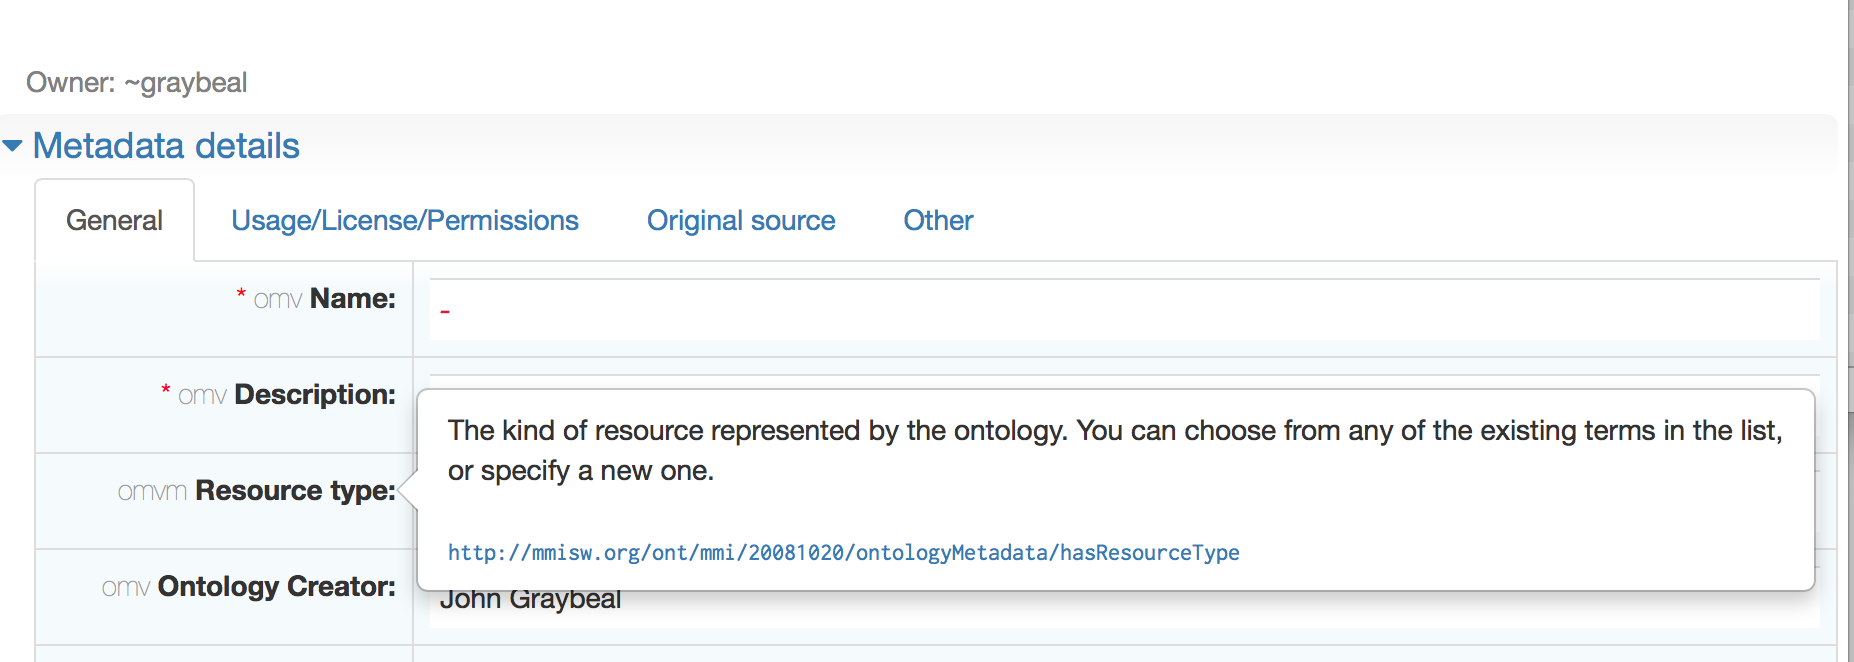 Owner: ~graybeal
Metadata details
General Usage/License/Permissions Original source Other
* omv Name: -
* omv Description:
The kind of resource represented by the ontology. You can choose from any of the existing terms in the list,
or specify a new one.
omvm Resource type:
http://mmisw.org/ont/mmi/20081020/ontologyMetadata/hasResourceType
omv Ontology Creator: John Graybeal